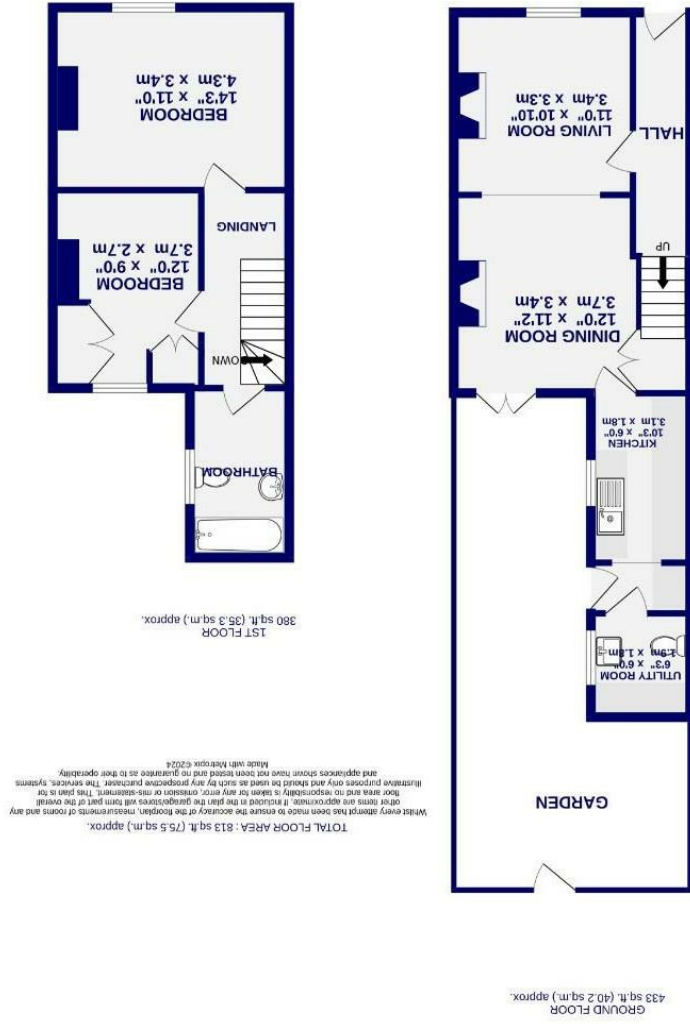 GROUND FLOOR
433 sq.ft. (40.2 sq.m.) approx.
GARDEN
UTILITY ROOM
6'3" x 6'0"
1.9m x 1.8m
KITCHEN
10'3" x 6'0"
3.1m x 1.8m
DINING ROOM
12'0" x 11'2"
3.7m x 3.4m
UP
LIVING ROOM
11'0" x 10'10"
3.4m x 3.3m
HALL
1ST FLOOR
380 sq.ft. (35.3 sq.m.) approx.
BATHROOM
DOWN
BEDROOM
12'0" x 9'0"
3.7m x 2.7m
LANDING
BEDROOM
14'3" x 11'0"
4.3m x 3.4m
TOTAL FLOOR AREA : 813 sq.ft. (75.5 sq.m.) approx.
Whilst every attempt has been made to ensure the accuracy of the floorplan, measurements of rooms and any
other items are approximate. If included in the plan the garage/stores will form part of the overall
floor area and no responsibility is taken for any error, omission or mis-statement. This plan is for
illustrative purposes only and should be used as such by any prospective purchaser. The services, systems
and appliances shown have not been tested and no guarantee as to their operability.
Made with Metropix ©2024